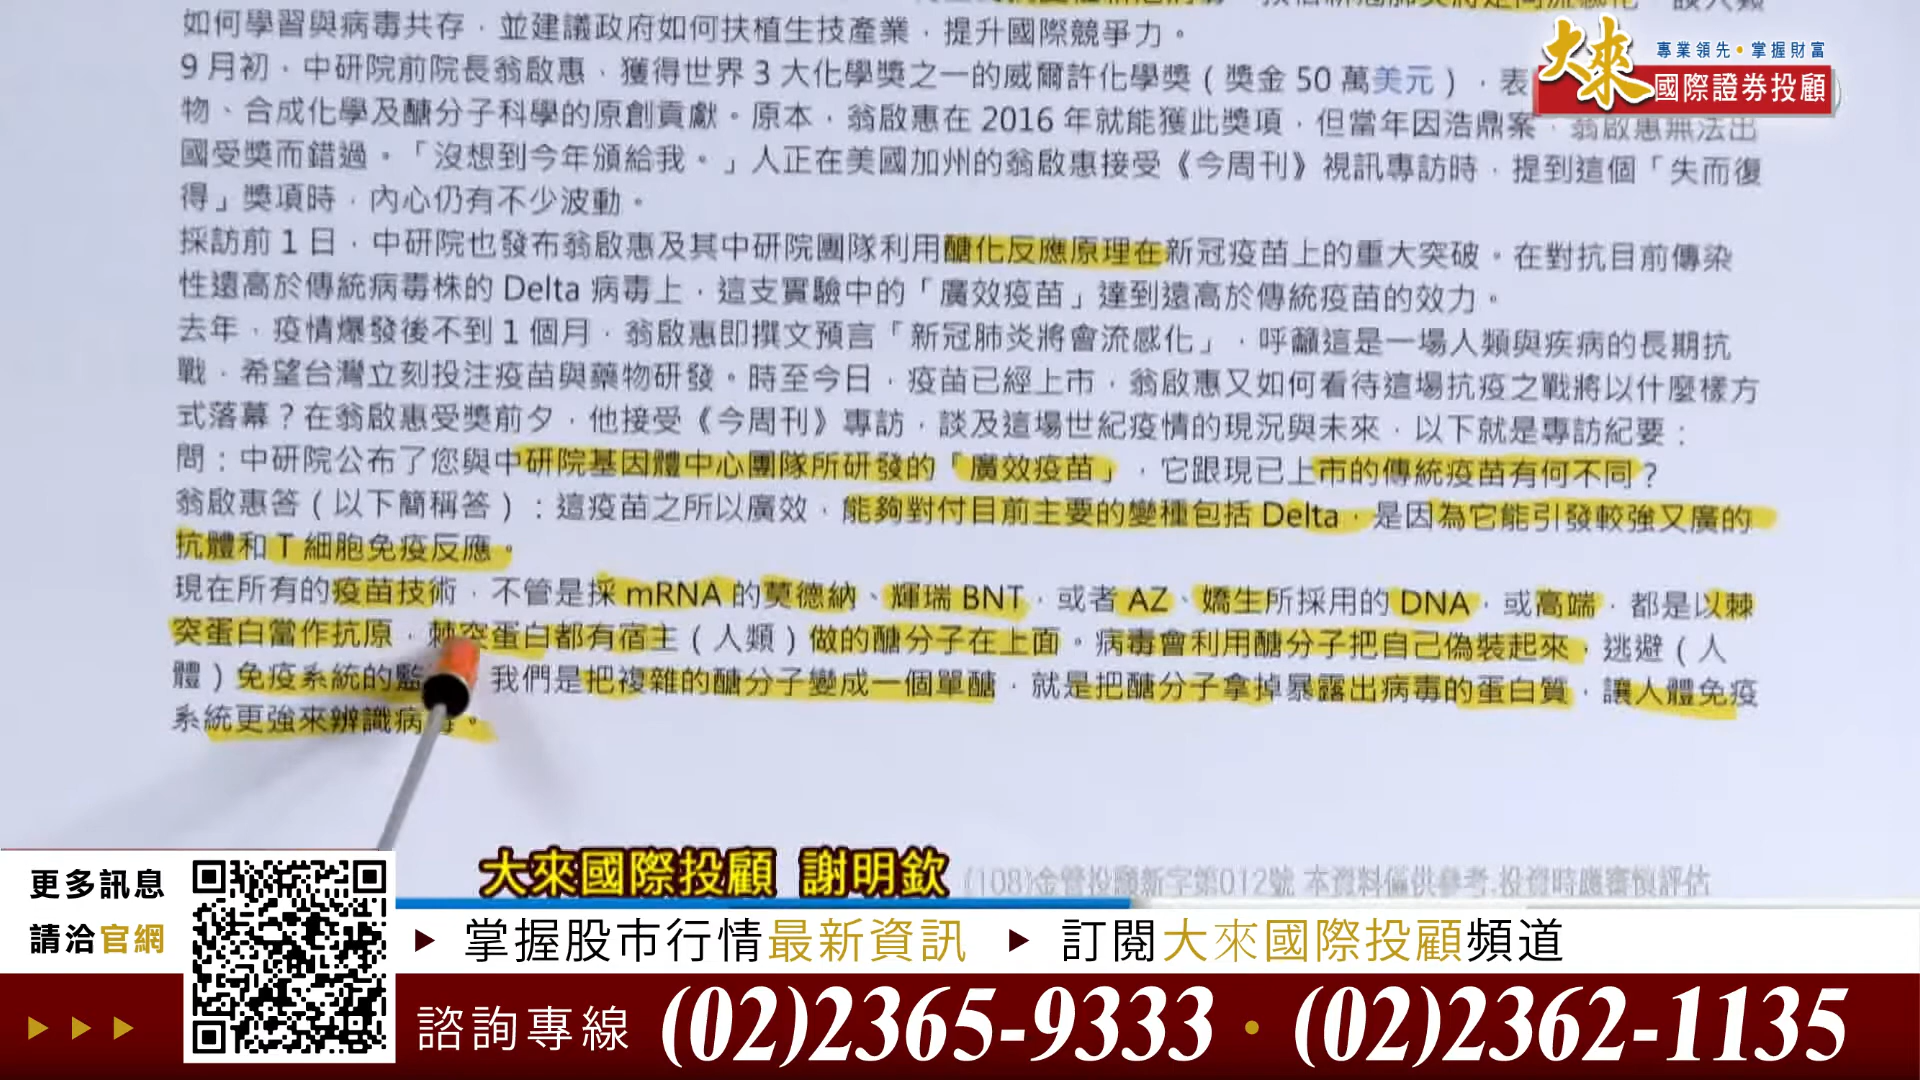 如何學習與病毒共存，並建議政府如何扶植生技產業，提升國際競爭力。
9月初，中研院前院長翁啟惠，獲得世界3大化學獎之一的威爾許化學獎（獎金50萬美元），表
物、合成化學及醣分子科學的原創貢獻。原本，翁啟惠在2016年就能獲此獎項，但當年因浩鼎案，翁啟惠無法出
國受獎而錯過。「沒想到今年頒給我。」人正在美國加州的翁啟惠接受《今周刊》視訊專訪時，提到這個「失而復
得」獎項時，內心仍有不少波動。
採訪前1日，中研院也發布翁啟惠及其中研院團隊利用醣化反應原理在新冠疫苗上的重大突破。在對抗目前傳染
性遠高於傳統病毒株的Delta病毒上，這支實驗中的「廣效疫苗」達到遠高於傳統疫苗的效力。
去年，疫情爆發後不到1個月，翁啟惠即撰文預言「新冠肺炎將會流感化」，呼籲這是一場人類與疾病的長期抗
戰，希望台灣立刻投注疫苗與藥物研發。時至今日，疫苗已經上市，翁啟惠又如何看待這場抗疫之戰將以什麼樣方
式落幕？在翁啟惠受獎前夕，他接受《今周刊》專訪，談及這場世紀疫情的現況與未來，以下就是專訪紀要：
問：中研院公布了您與中研院基因體中心團隊所研發的「廣效疫苗」，它跟現已上市的傳統疫苗有何不同？
翁啟惠答（以下簡稱答）：這疫苗之所以廣效，能夠對付目前主要的變種包括Delta，是因為它能引發較強又廣的
抗體和T細胞免疫反應。
現在所有的疫苗技術，不管是採mRNA的莫德納、輝瑞BNT，或者AZ、嬌生所採用的DNA，或高端，都是以棘
突蛋白當作抗原，棘突蛋白都有宿主（人類）做的醣分子在上面。病毒會利用醣分子把自己偽裝起來，逃避（人
體）免疫系統的監 我們是把複雜的醣分子變成一個單醣，就是把醣分子拿掉暴露出病毒的蛋白質，讓人體免疫
系統更強來辨識病毒。
大來 專業領先•掌握財富
國際證券投顧
大來國際投顧 謝明欽 (108)金管投顧新字第012號 本資料僅供參考,投資時應審慎評估
更多訊息
請洽官網
掌握股市行情最新資訊 訂閱大來國際投顧頻道
諮詢專線 (02)2365-9333・(02)2362-1135